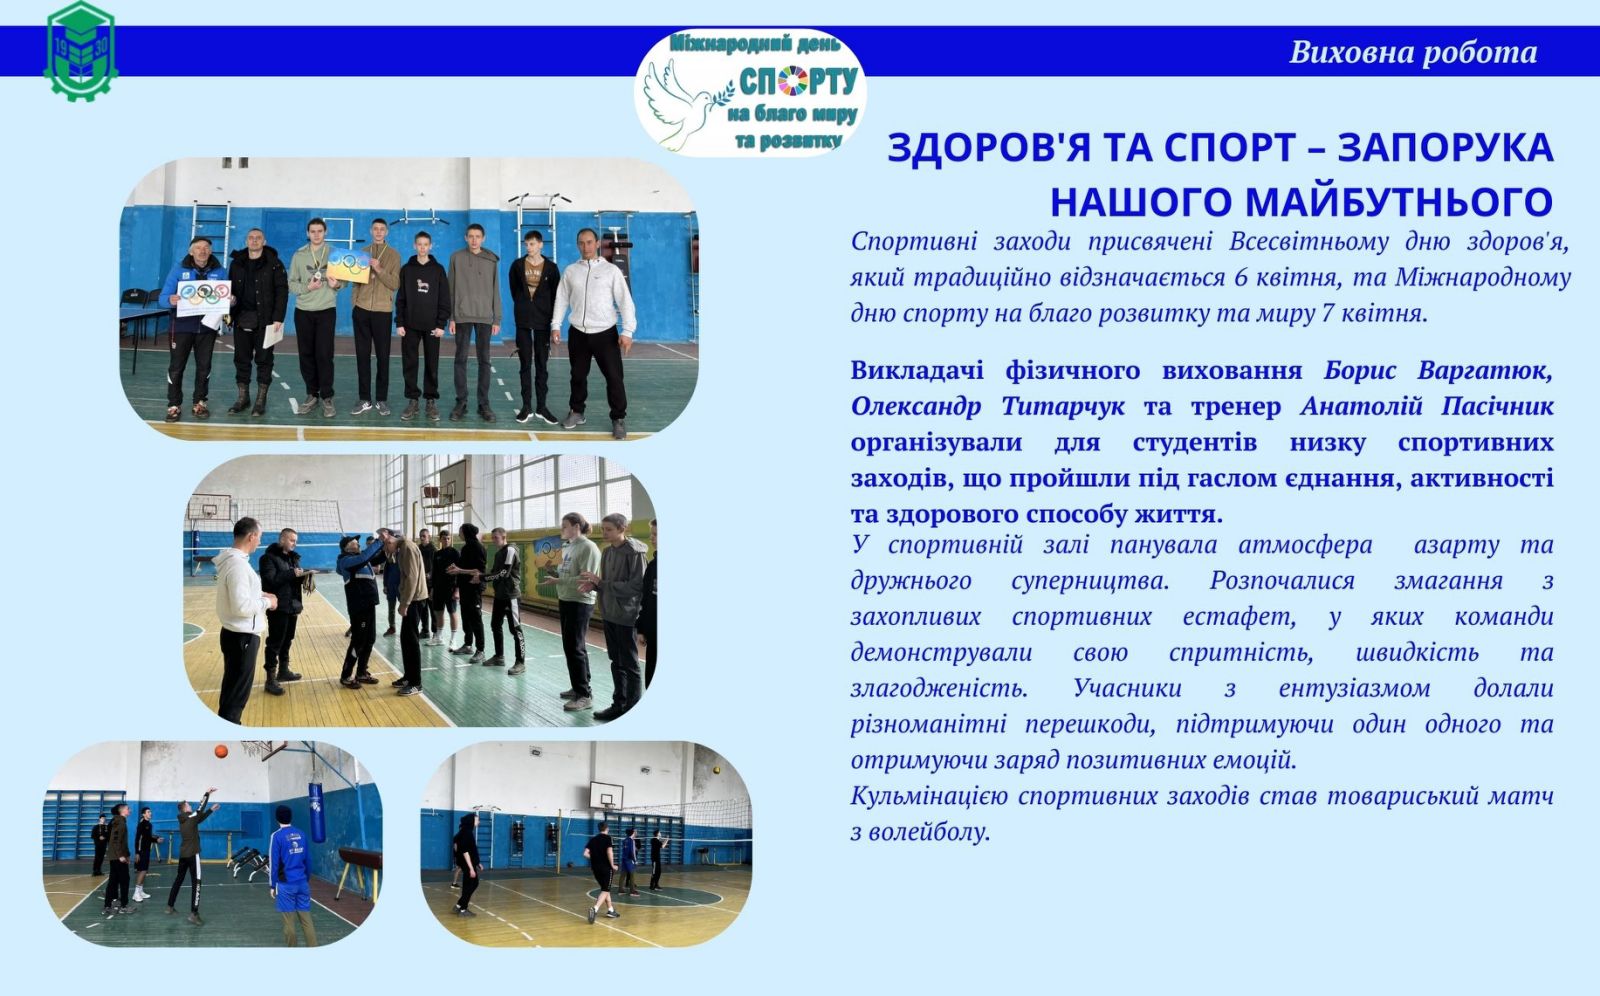 1930
Міжнародний день
СПОРТУ
на благо миру
та розвитку
Виховна робота
ЗДОРОВ'Я ТА СПОРТ – ЗАПОРУКА
НАШОГО МАЙБУТНЬОГО
Спортивні заходи присвячені Всесвітньому дню здоров'я,
який традиційно відзначається 6 квітня, та Міжнародному
дню спорту на благо розвитку та миру 7 квітня.
Викладачі фізичного виховання Борис Варгатюк,
Олександр Титарчук та тренер Анатолій Пасічник
організували для студентів низку спортивних
заходів, що пройшли під гаслом єднання, активності
та здорового способу життя.
У спортивній залі панувала атмосфера азарту та
дружнього суперництва. Розпочалися змагання з
захопливих спортивних естафет, у яких команди
демонстрували свою спритність, швидкість та
злагодженість. Учасники з ентузіазмом долали
різноманітні перешкоди, підтримуючи один одного та
отримуючи заряд позитивних емоцій.
Кульмінацією спортивних заходів став товариський матч
з волейболу.